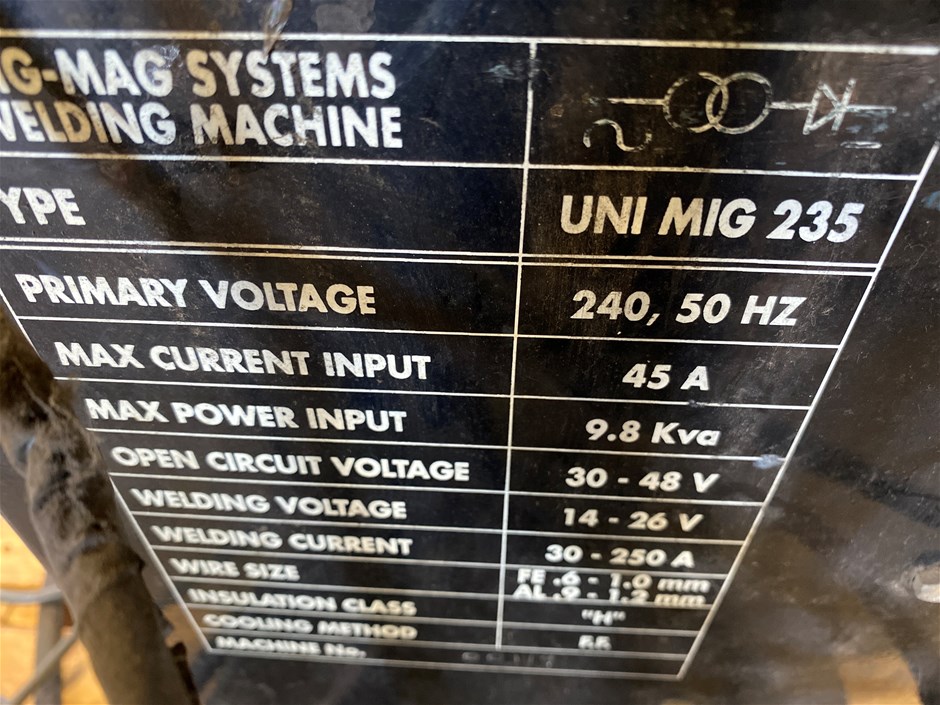 IG-MAG SYSTEMS
WELDING MACHINE
YPE UNI MIG 235
PRIMARY VOLTAGE 240, 50 HZ
MAX CURRENT INPUT 45 A
MAX POWER INPUT 9.8 Kva
OPEN CIRCUIT VOLTAGE 30 - 48 V
WELDING VOLTAGE 14 - 26 V
WELDING CURRENT 30 - 250 A
WIRE SIZE FE .6 - 1.0 mm
AL .9 - 1.2 mm
INSULATION CLASS "H"
COOLING METHOD
MACHINE No.